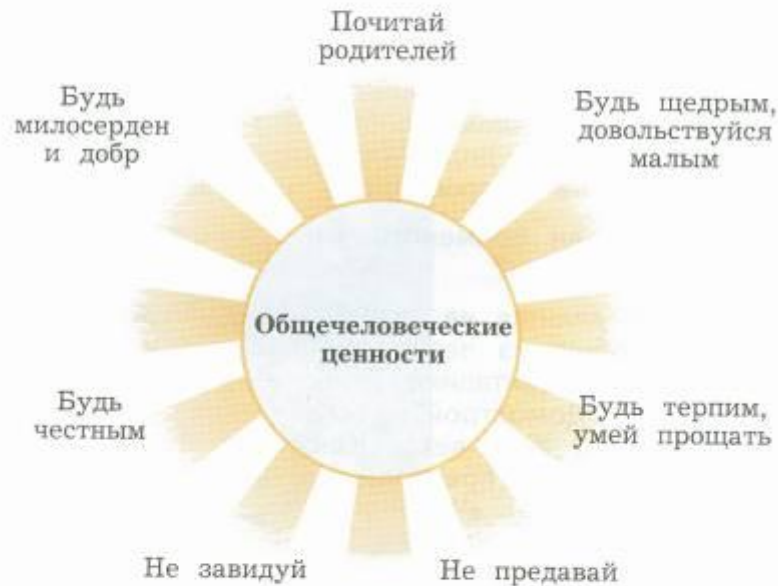 Почитай
родителей
Будь
милосерден
и добр
Будь щедрым,
довольствуйся
малым
Общечеловеческие
ценности
Будь
честным
Будь терпим,
умей прощать
Не завидуй
Не предавай